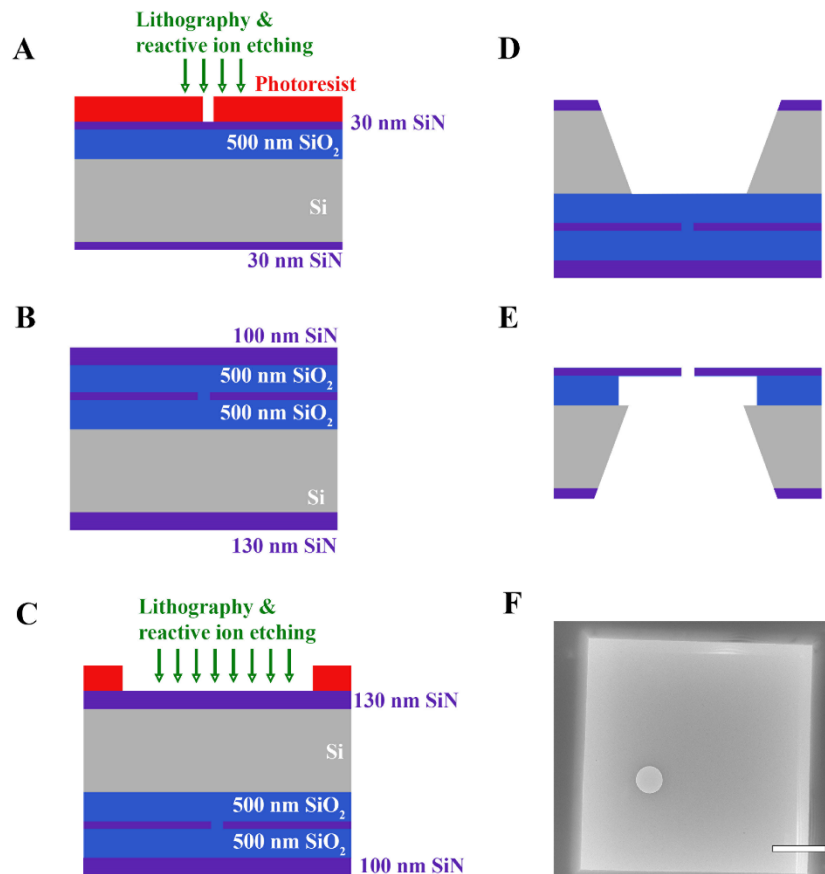 A
Lithography &
reactive ion etching
Photoresist
30 nm SiN
500 nm SiO₂
Si
30 nm SiN
B
100 nm SiN
500 nm SiO₂
500 nm SiO₂
Si
130 nm SiN
C
Lithography &
reactive ion etching
130 nm SiN
Si
500 nm SiO₂
500 nm SiO₂
100 nm SiN
D
E
F